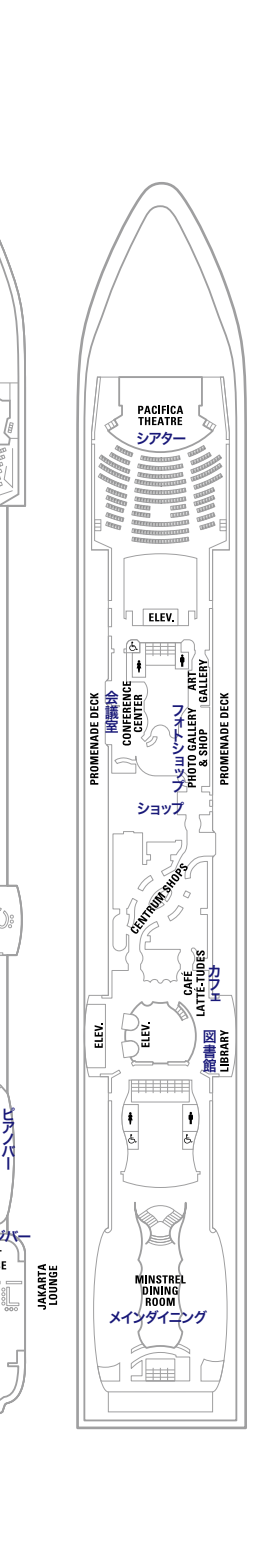 PACIFICA
THEATRE
シアター
ELEV.
ART
GALLERY
CONFERENCE
CENTER
会議室
PROMENADE DECK
フォトショップ
PHOTO GALLERY
& SHOP
PROMENADE DECK
ショップ
CENTRUM SHOPS
CAFÉ
LATTÉ-TUDES
カフェ
ELEV.
ELEV.
図書館
LIBRARY
MINSTREL
DINING
ROOM
メインダイニング
ピアノバー
バー
E
JAKARTA
LOUNGE